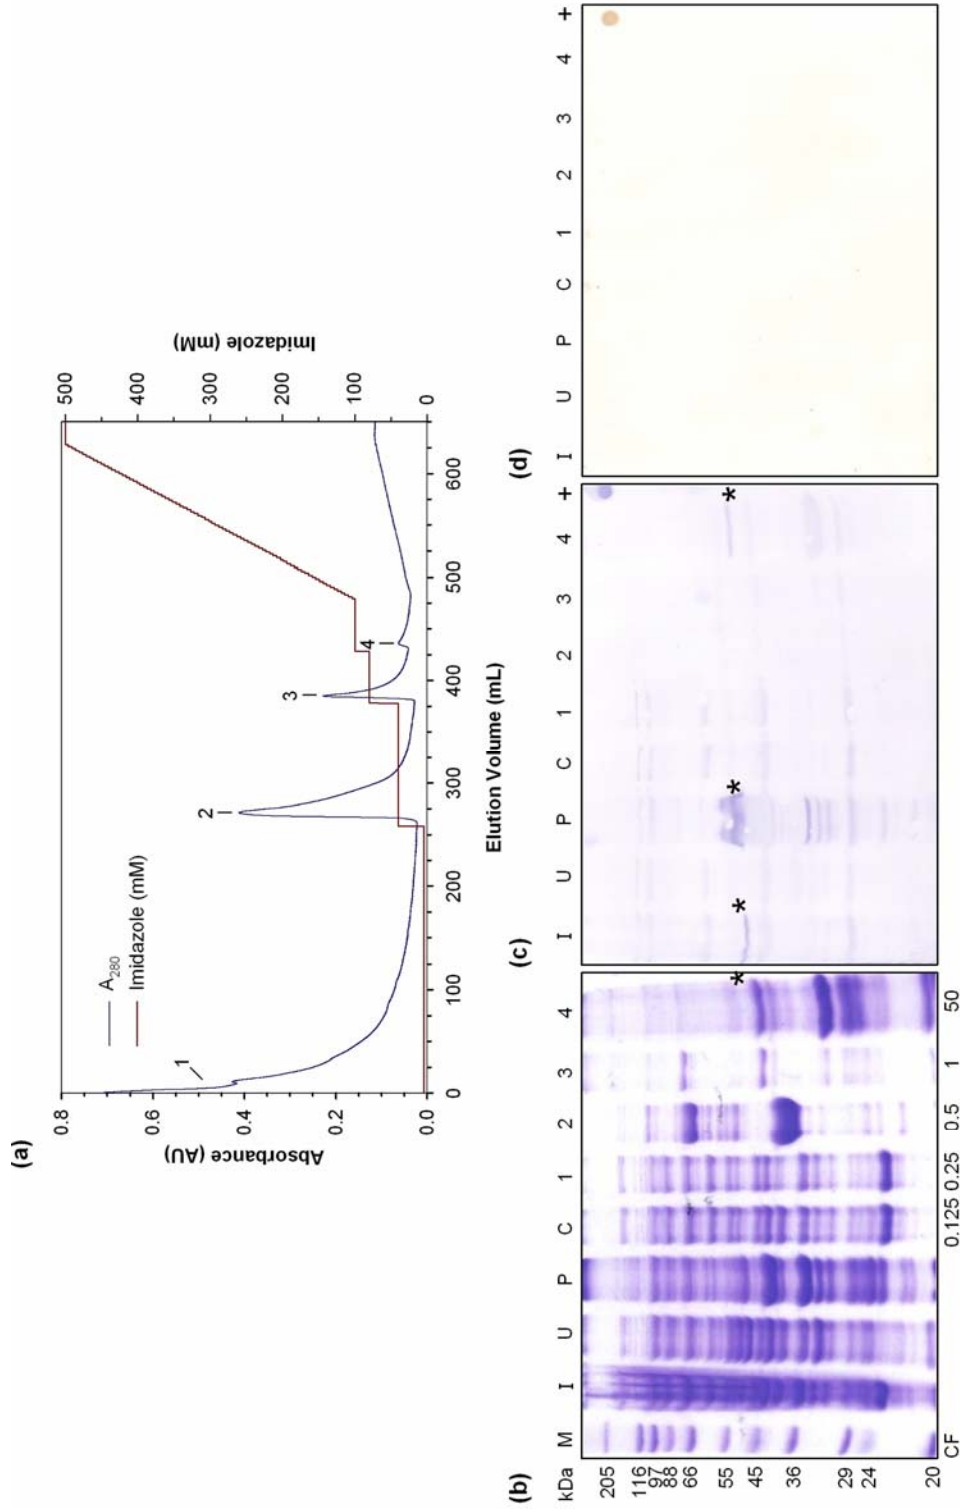 (a)
A280
Imidazole (mM)
Absorbance (AU)
0.0
0.2
0.4
0.6
0.8
Imidazole (mM)
0
100
200
300
400
500
1
2
3
4
0
100
200
300
400
500
600
Elution Volume (mL)
(b)
kDa M I U P C 1 2 3 4
205
116
97
88
66
55
45
36
29
24
20
*
CF 0.125 0.25 0.5 1 50
(c)
I U P C 1 2 3 4 +
* * *
(d)
I U P C 1 2 3 4 +